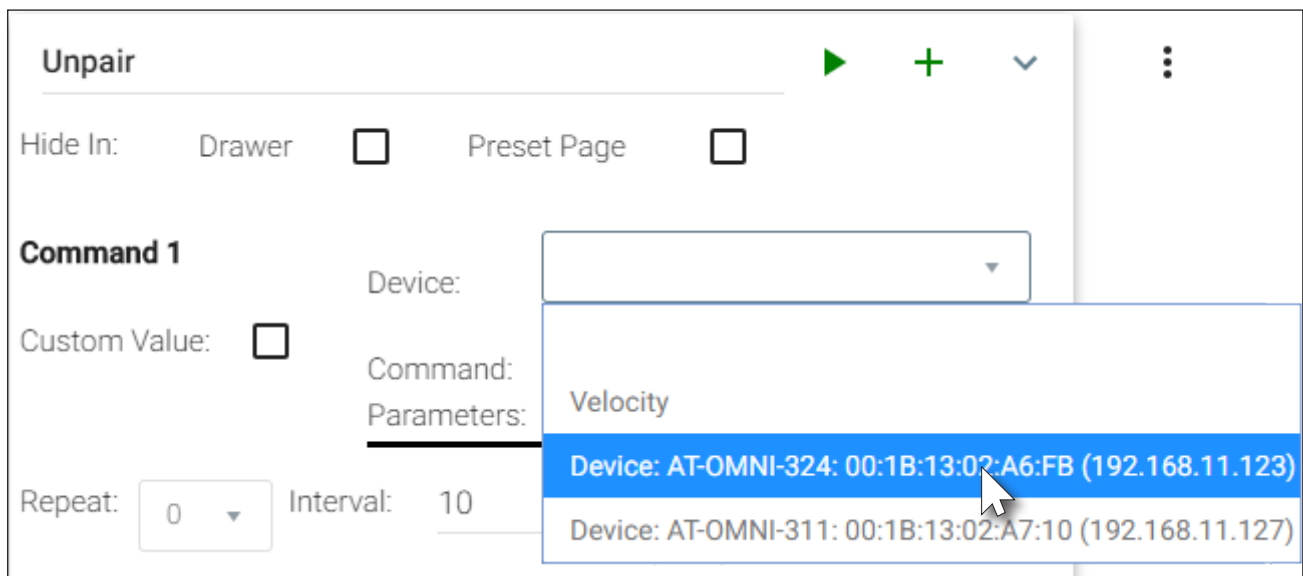 Unpair
Hide In: Drawer Preset Page
Command 1
Device:
Custom Value:
Command:
Parameters:
Velocity
Device: AT-OMNI-324: 00:1B:13:02:A6:FB (192.168.11.123)
Device: AT-OMNI-311: 00:1B:13:02:A7:10 (192.168.11.127)
Repeat: 0 Interval: 10